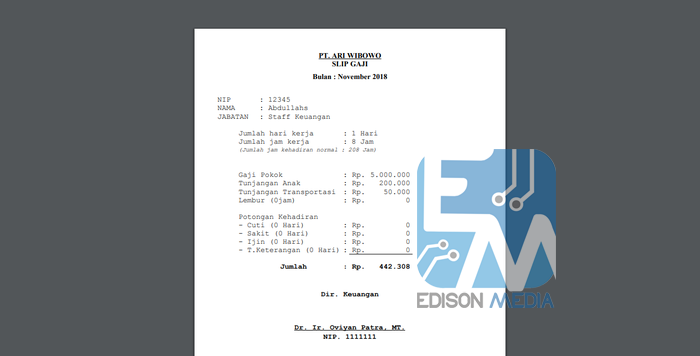 PT. ARI WIBOWO
SLIP GAJI
Bulan : November 2018
NIP : 12345
NAMA : Abdullahs
JABATAN : Staff Keuangan
Jumlah hari kerja : 1 Hari
Jumlah jam kerja : 8 Jam
(Jumlah jam kehadiran normal : 208 Jam)
Gaji Pokok : Rp. 5.000.000
Tunjangan Anak : Rp. 200.000
Tunjangan Transportasi : Rp. 50.000
Lembur (0jam) : Rp. 0
Potongan Kehadiran
- Cuti (0 Hari) : Rp. 0
- Sakit (0 Hari) : Rp. 0
- Ijin (0 Hari) : Rp. 0
- T.Keterangan (0 Hari) : Rp. 0
Jumlah : Rp. 442.308
EDISON MEDIA
Dir. Keuangan
Dr. Ir. Oviyan Patra, MT.
NIP. 1111111